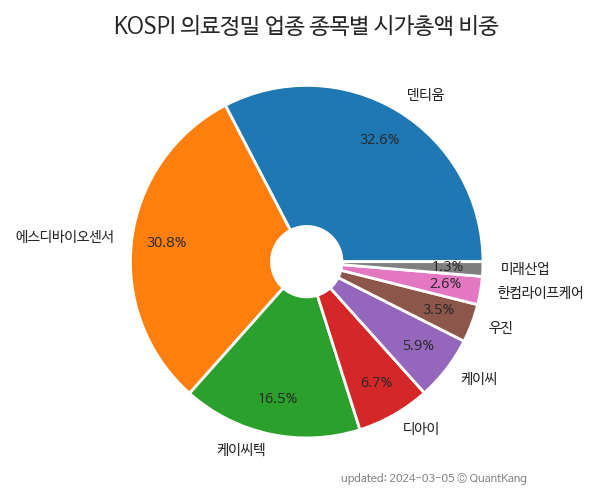 KOSPI 의료정밀 업종 종목별 시가총액 비중
덴티움
32.6%
에스디바이오센서
30.8%
케이씨텍
16.5%
디아이
6.7%
케이씨
5.9%
우진
3.5%
한컴라이프케어
2.6%
미래산업
1.3%
updated: 2024-03-05 © QuantKang